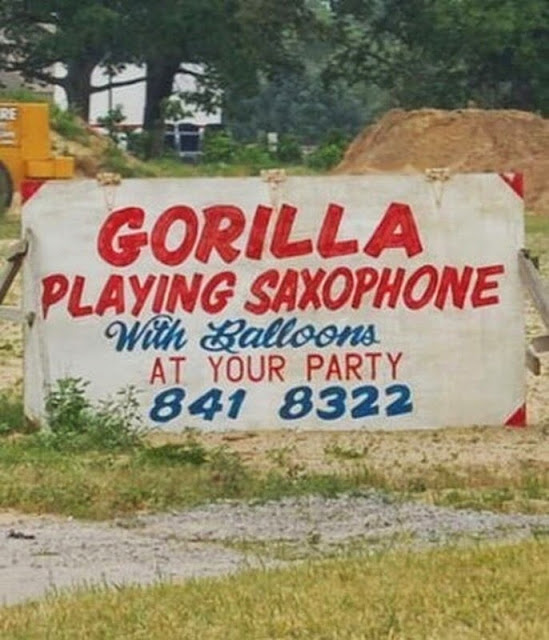 GORILLA
PLAYING SAXOPHONE
With Balloons
AT YOUR PARTY
841 8322